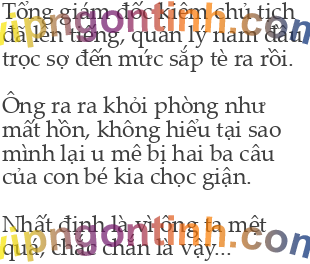 Tổng giám đốc kiêm chủ tịch
đã lên tiếng, quản lý nam đầu
trọc sợ đến mức sắp tè ra rồi.
Ông ra ra khỏi phòng như
mất hồn, không hiểu tại sao
mình lại u mê bị hai ba câu
của con bé kia chọc giận.
Nhất định là vì ông ta mệt
quá, chắc chắn là vậy...